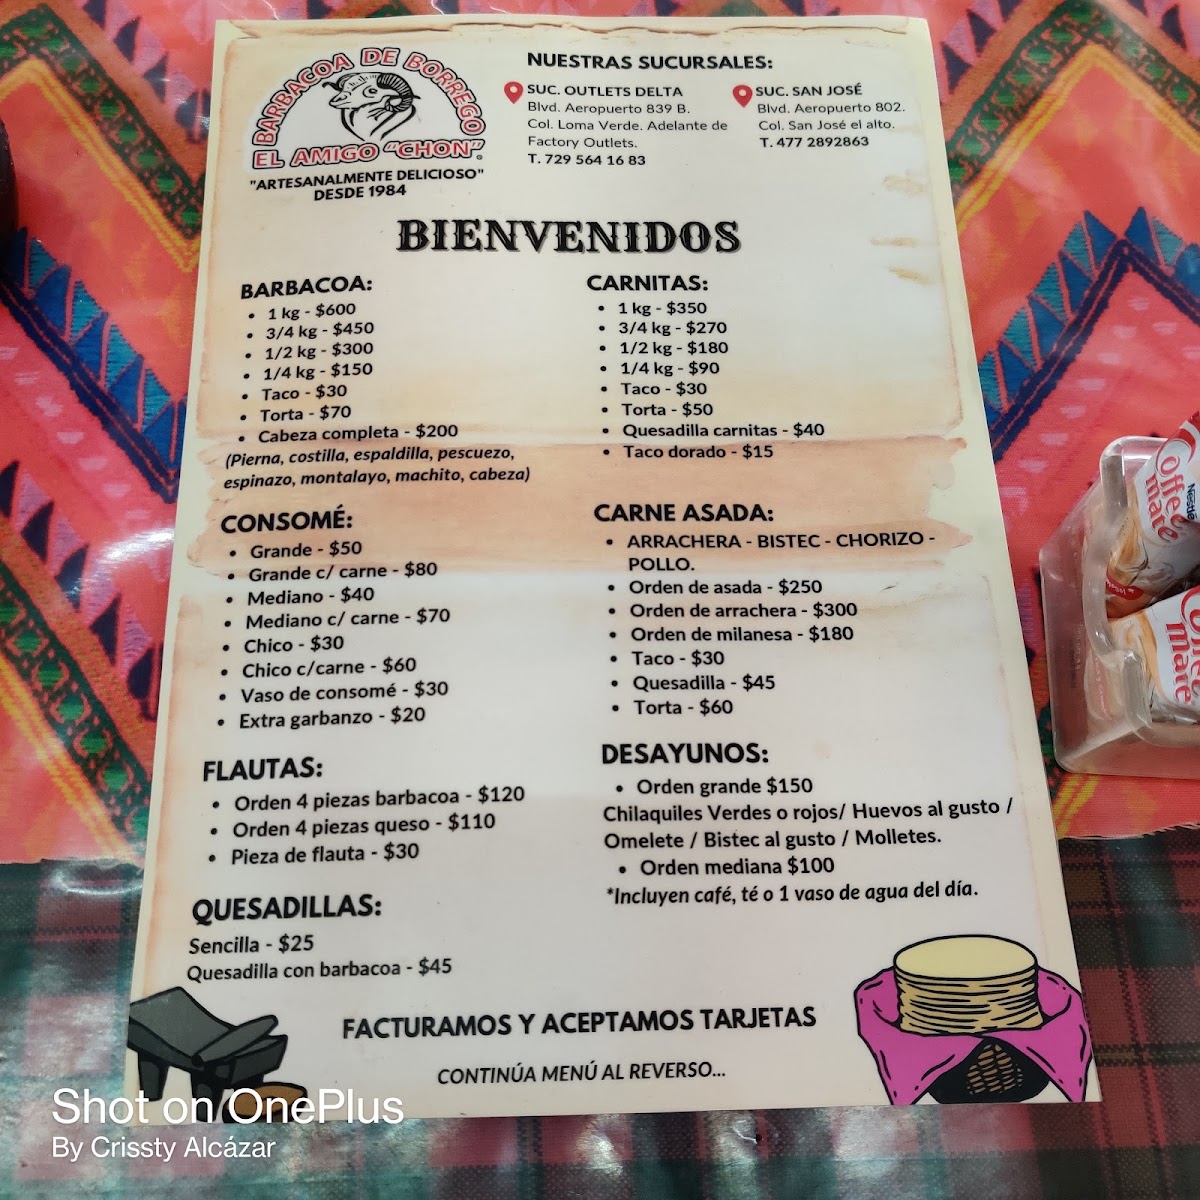 BARBACOA DE BORREGO
EL AMIGO "CHON"
"ARTESANALMENTE DELICIOSO"
DESDE 1984
NUESTRAS SUCURSALES:
SUC. OUTLETS DELTA
Blvd. Aeropuerto 839 B.
Col. Loma Verde. Adelante de
Factory Outlets.
T. 729 564 16 83
SUC. SAN JOSÉ
Blvd. Aeropuerto 802.
Col. San José el alto.
T. 477 2892863
BIENVENIDOS
BARBACOA:
• 1 kg - $600
• 3/4 kg - $450
• 1/2 kg - $300
• 1/4 kg - $150
• Taco - $30
• Torta - $70
• Cabeza completa - $200
(Pierna, costilla, espaldilla, pescuezo,
espinazo, montalayo, machito, cabeza)
CONSOMÉ:
• Grande - $50
• Grande c/ carne - $80
• Mediano - $40
• Mediano c/ carne - $70
• Chico - $30
• Chico c/carne - $60
• Vaso de consomé - $30
• Extra garbanzo - $20
FLAUTAS:
• Orden 4 piezas barbacoa - $120
• Orden 4 piezas queso - $110
• Pieza de flauta - $30
QUESADILLAS:
Sencilla - $25
Quesadilla con barbacoa - $45
CARNITAS:
• 1 kg - $350
• 3/4 kg - $270
• 1/2 kg - $180
• 1/4 kg - $90
• Taco - $30
• Torta - $50
• Quesadilla carnitas - $40
• Taco dorado - $15
CARNE ASADA:
• ARRACHERA - BISTEC - CHORIZO -
POLLO.
• Orden de asada - $250
• Orden de arrachera - $300
• Orden de milanesa - $180
• Taco - $30
• Quesadilla - $45
• Torta - $60
DESAYUNOS:
• Orden grande $150
Chilaquiles Verdes o rojos/ Huevos al gusto /
Omelete / Bistec al gusto / Molletes.
• Orden mediana $100
*Incluyen café, té o 1 vaso de agua del día.
FACTURAMOS Y ACEPTAMOS TARJETAS
CONTINÚA MENÚ AL REVERSO...
Nestlé
Coffee
mate
Coffee
mate
Shot on OnePlus
By Crissty Alcázar